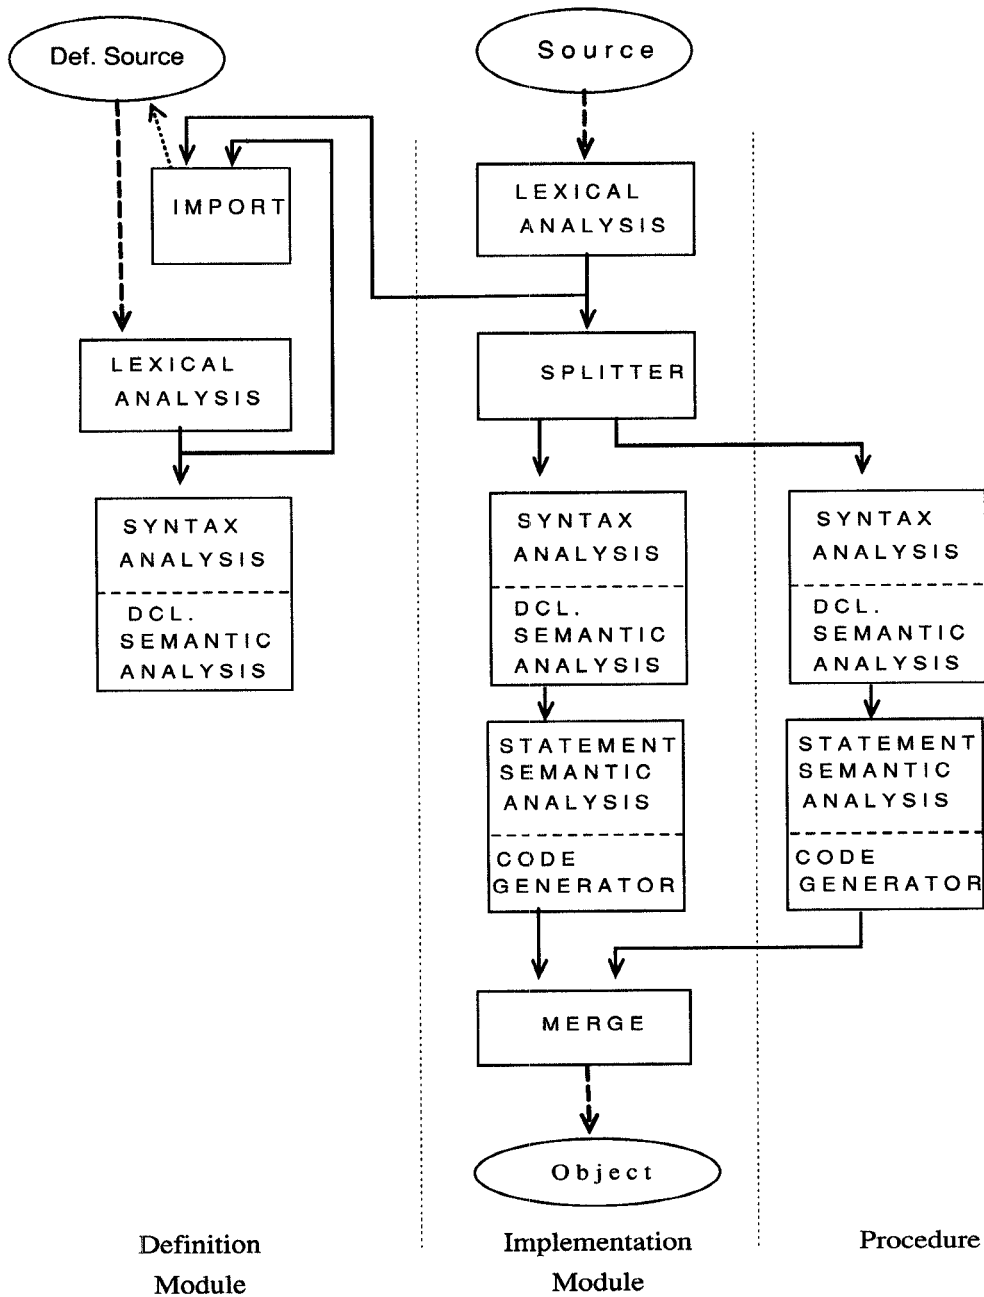 Def. Source
Source
IMPORT
LEXICAL
ANALYSIS
LEXICAL
ANALYSIS
SPLITTER
SYNTAX
ANALYSIS
DCL.
SEMANTIC
ANALYSIS
SYNTAX
ANALYSIS
DCL.
SEMANTIC
ANALYSIS
STATEMENT
SEMANTIC
ANALYSIS
CODE
GENERATOR
SYNTAX
ANALYSIS
DCL.
SEMANTIC
ANALYSIS
STATEMENT
SEMANTIC
ANALYSIS
CODE
GENERATOR
MERGE
Object
Definition
Module
Implementation
Module
Procedure